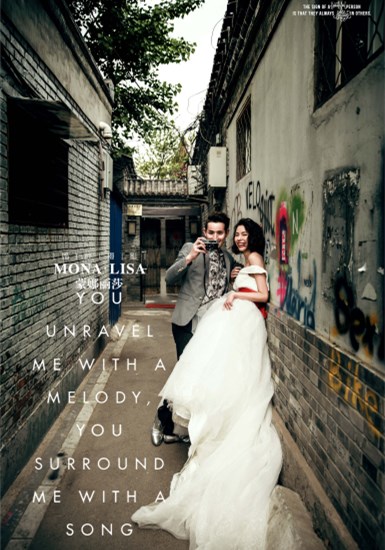 THE SIGN OF A PERSON
IS THAT THEY ALWAYS IN OTHERS.
MONA LISA
蒙娜丽莎
YOU
UNRAVEL
ME WITH A
MELODY,
YOU
SURROUND
ME WITH A
SONG